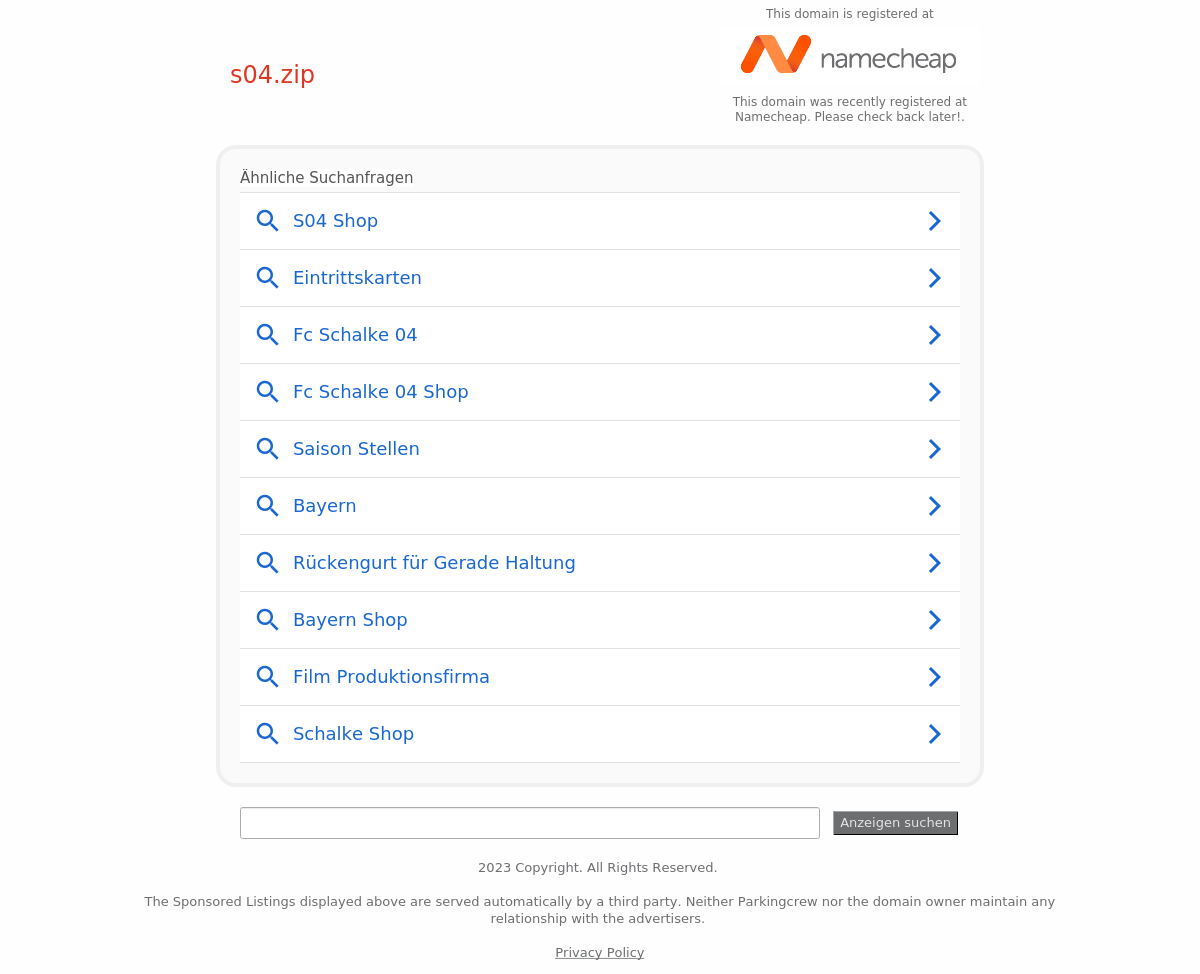 This domain is registered at
namecheap
s04.zip
This domain was recently registered at
Namecheap. Please check back later!.
Ähnliche Suchanfragen
S04 Shop
Eintrittskarten
Fc Schalke 04
Fc Schalke 04 Shop
Saison Stellen
Bayern
Rückengurt für Gerade Haltung
Bayern Shop
Film Produktionsfirma
Schalke Shop
Anzeigen suchen
2023 Copyright. All Rights Reserved.
The Sponsored Listings displayed above are served automatically by a third party. Neither Parkingcrew nor the domain owner maintain any
relationship with the advertisers.
Privacy Policy